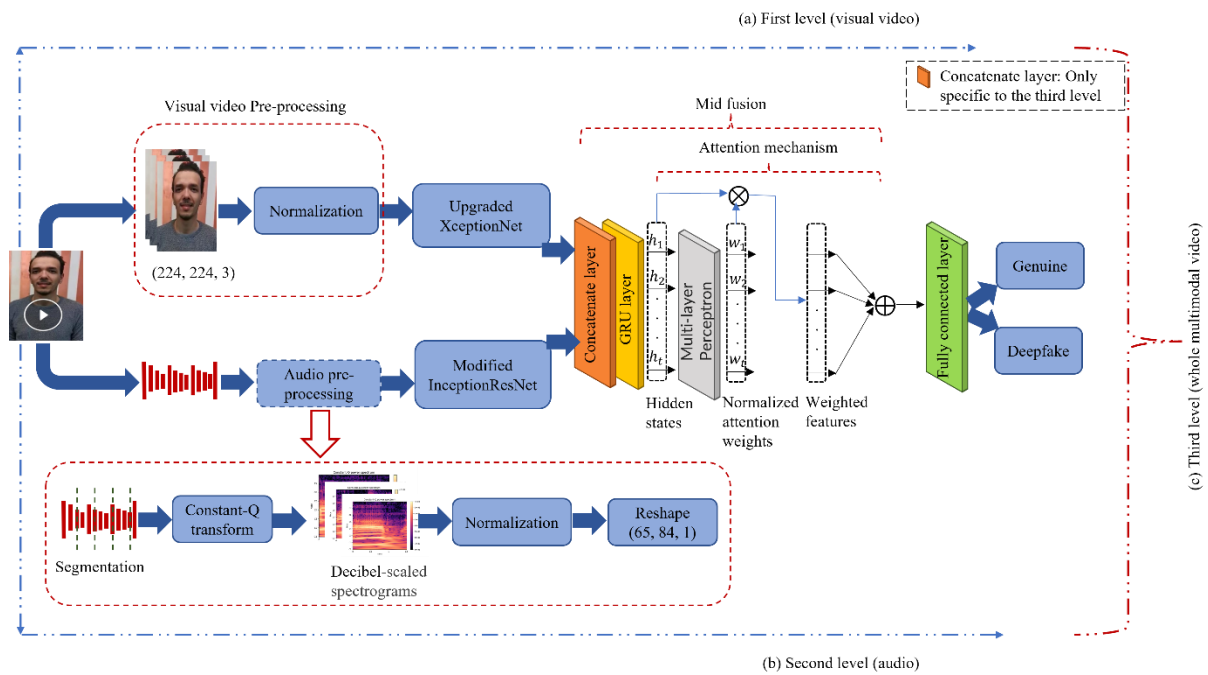 (a) First level (visual video)
Concatenate layer: Only
specific to the third level
Visual video Pre-processing
Mid fusion
Attention mechanism
Normalization
Upgraded
XceptionNet
(224, 224, 3)
Concatenate layer
GRU layer
h₁
h₂
hₜ
Multi-layer
Perceptron
w₁
w₂
wₜ
Fully connected layer
Genuine
Deepfake
Audio pre-
processing
Modified
InceptionResNet
Hidden
states
Normalized
attention
weights
Weighted
features
(c) Third level (whole multimodal video)
Constant-Q
transform
Normalization
Reshape
(65, 84, 1)
Segmentation
Decibel-scaled
spectrograms
(b) Second level (audio)